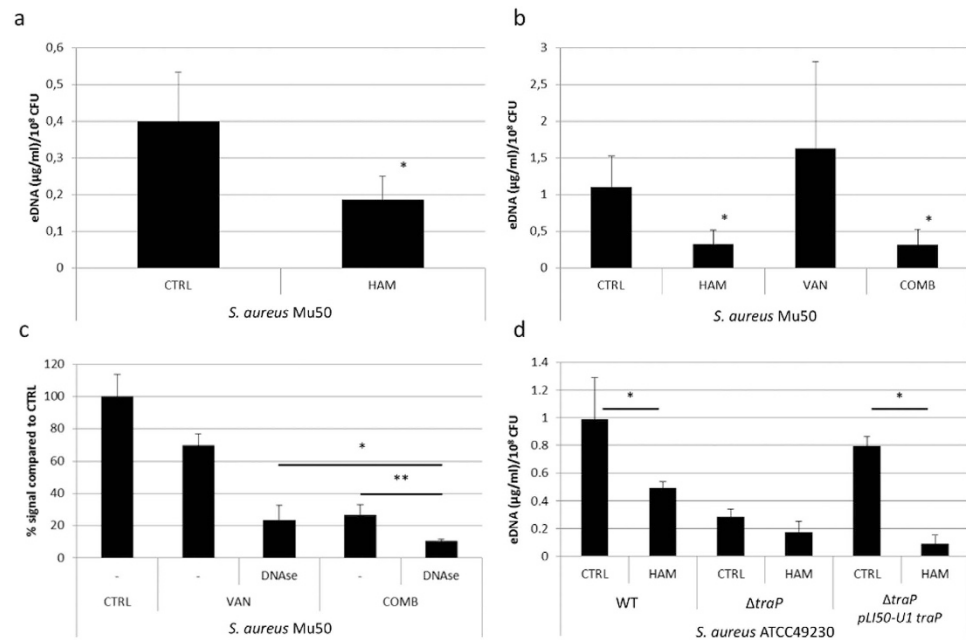 a
eDNA (µg/ml)/10⁸ CFU
0,6
0,5
0,4
0,3
0,2
0,1
0
*
CTRL HAM
S. aureus Mu50
b
eDNA (µg/ml)/10⁸ CFU
3
2,5
2
1,5
1
0,5
0
* *
CTRL HAM VAN COMB
S. aureus Mu50
c
% signal compared to CTRL
120
100
80
60
40
20
0
*
**
- - DNAse - DNAse
CTRL VAN COMB
S. aureus Mu50
d
eDNA (µg/ml)/10⁸ CFU
1.4
1.2
1
0.8
0.6
0.4
0.2
0
* *
CTRL HAM CTRL HAM CTRL HAM
WT ΔtraP ΔtraP
pLI50-U1 traP
S. aureus ATCC49230